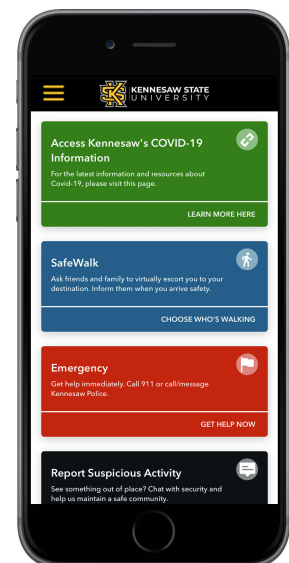 KENNESAW STATE
UNIVERSITY
Access Kennesaw's COVID-19
Information
For the latest information and resources about
Covid-19, please visit this page.
LEARN MORE HERE
SafeWalk
Ask friends and family to virtually escort you to your
destination. Inform them when you arrive safety.
CHOOSE WHO'S WALKING
Emergency
Get help immediately. Call 911 or call/message
Kennesaw Police.
GET HELP NOW
Report Suspicious Activity
See something out of place? Chat with security and
help us maintain a safe community.